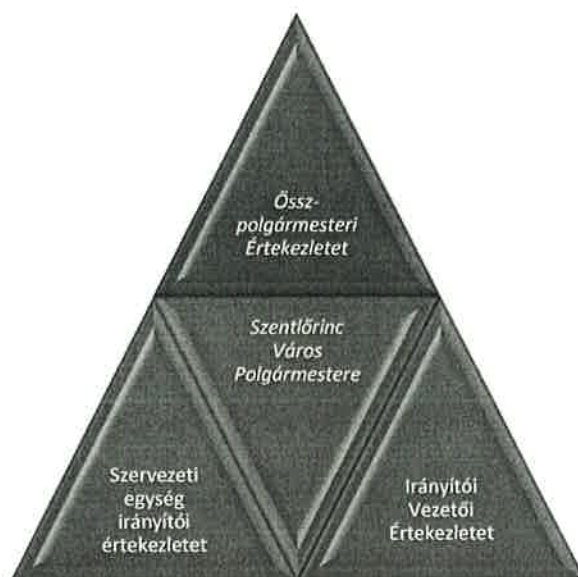 Össz-
polgármesteri
Értekezletet
Szentlőrinc
Város
Polgármestere
Szervezeti
egység
irányítói
értekezletet
Irányítói
Vezetői
Értekezletet